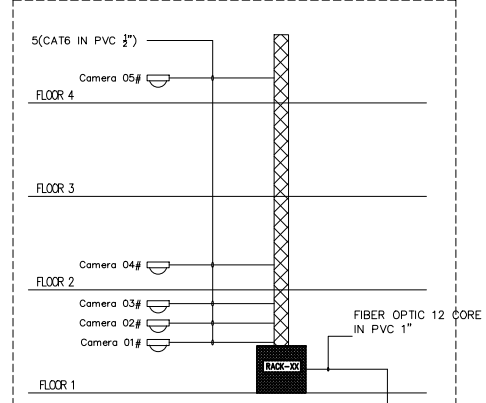 5(CAT6 IN PVC ½")
Camera 05#
FLOOR 4
FLOOR 3
Camera 04#
FLOOR 2
Camera 03#
Camera 02#
Camera 01#
FIBER OPTIC 12 CORE
IN PVC 1"
RACK-XX
FLOOR 1